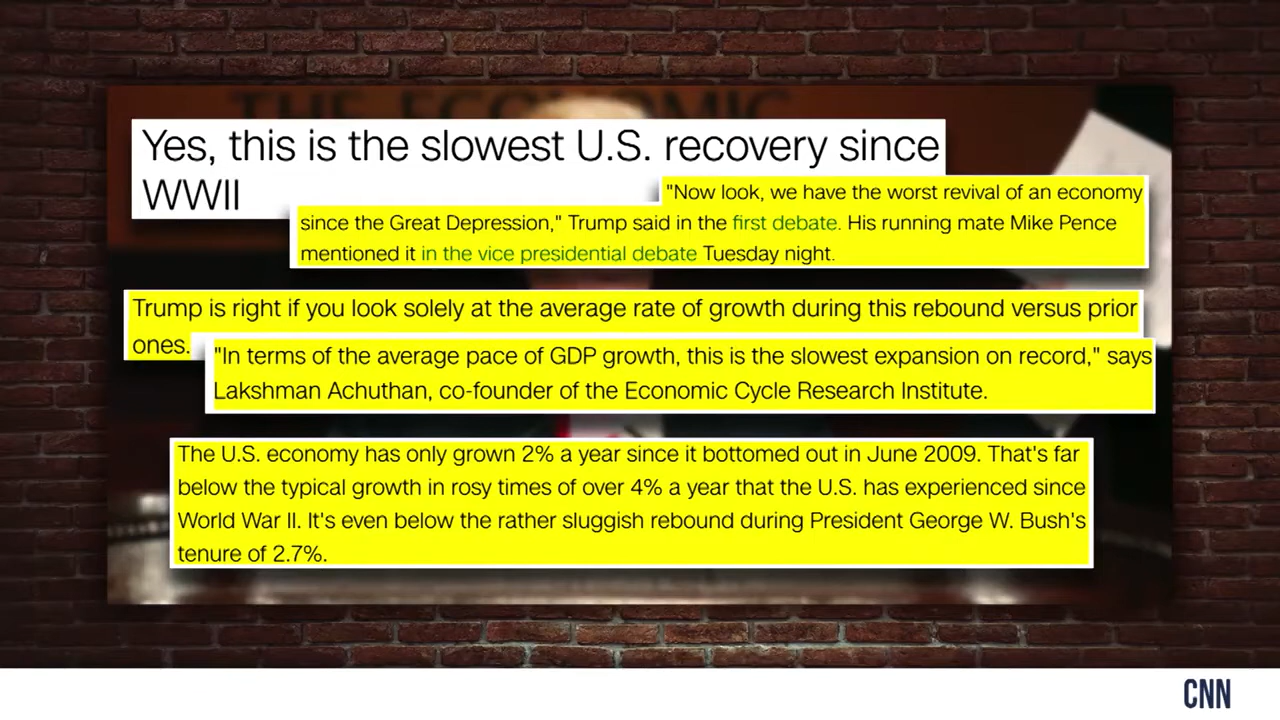 THE ECONOMIC
Yes, this is the slowest U.S. recovery since
WWII
"Now look, we have the worst revival of an economy
since the Great Depression," Trump said in the first debate. His running mate Mike Pence
mentioned it in the vice presidential debate Tuesday night.
Trump is right if you look solely at the average rate of growth during this rebound versus prior
ones.
"In terms of the average pace of GDP growth, this is the slowest expansion on record," says
Lakshman Achuthan, co-founder of the Economic Cycle Research Institute.
The U.S. economy has only grown 2% a year since it bottomed out in June 2009. That's far
below the typical growth in rosy times of over 4% a year that the U.S. has experienced since
World War II. It's even below the rather sluggish rebound during President George W. Bush's
tenure of 2.7%.
CNN